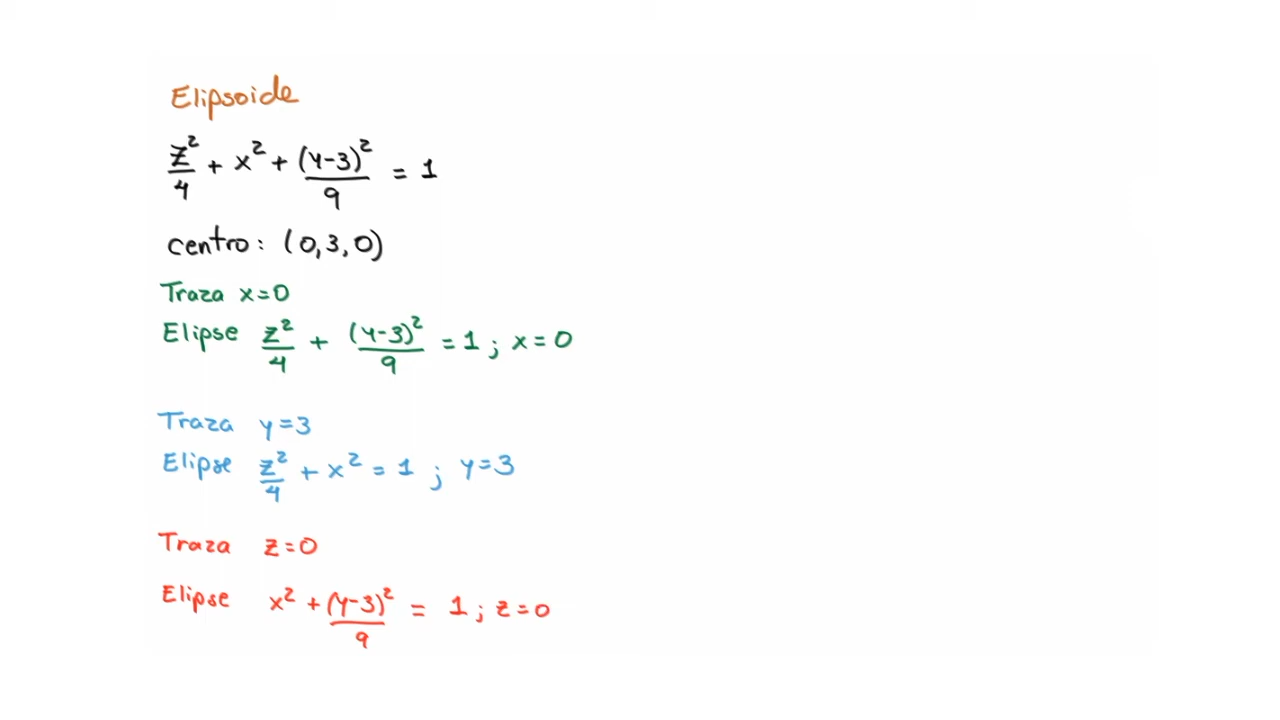 Elipsoide
z²/4 + x² + (y-3)²/9 = 1
centro: (0,3,0)
Traza x=0
Elipse z²/4 + (y-3)²/9 = 1 ; x=0
Traza y=3
Elipse z²/4 + x² = 1 ; y=3
Traza z=0
Elipse x² + (y-3)²/9 = 1 ; z=0